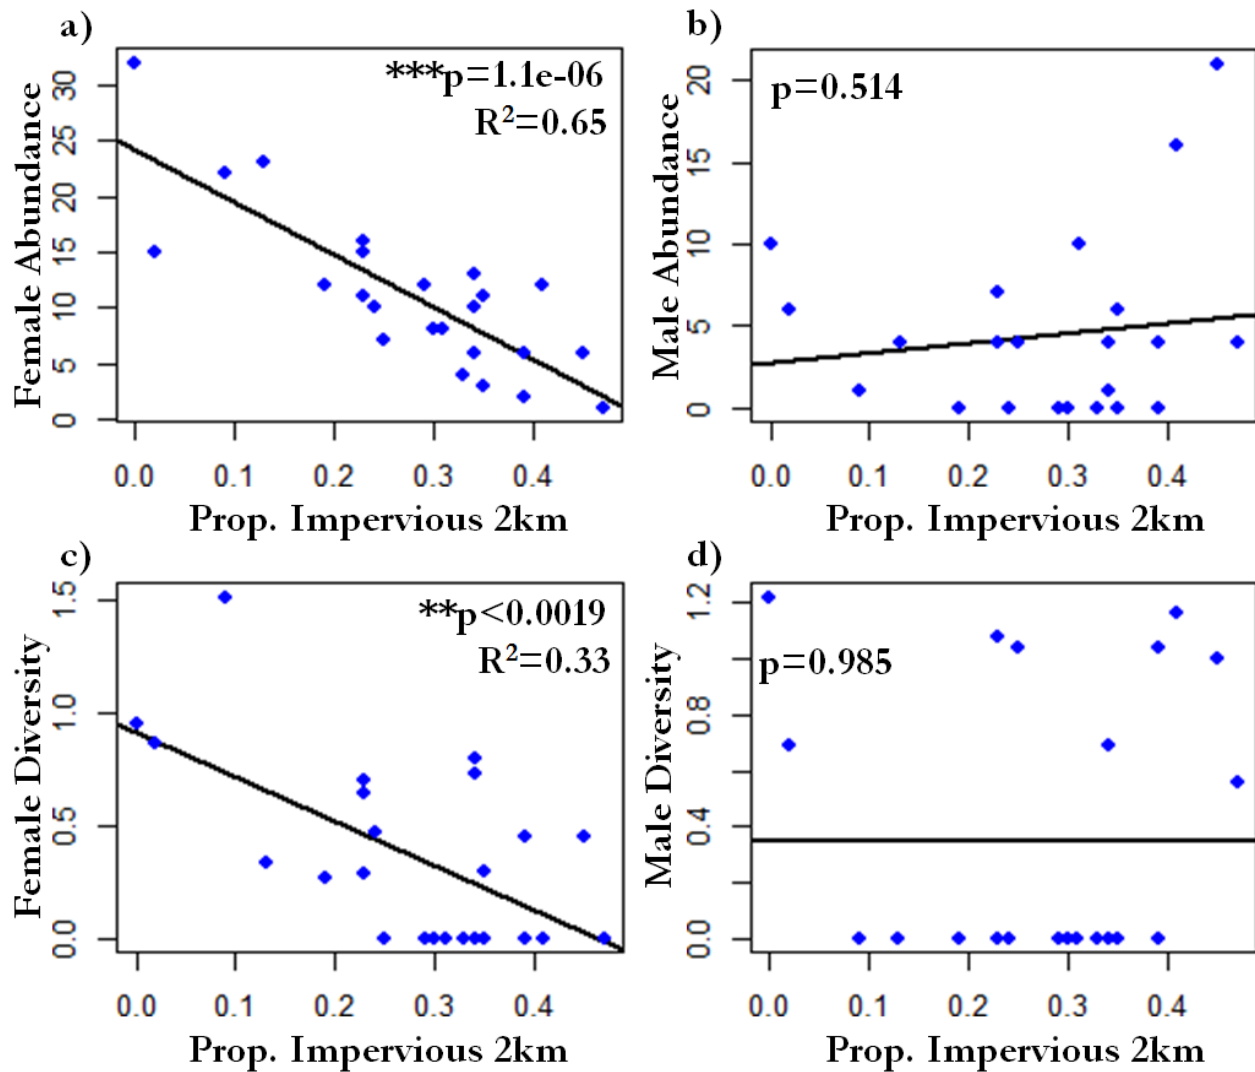 a)
***p=1.1e-06
R²=0.65
Female Abundance
0 5 10 15 20 25 30
0.0 0.1 0.2 0.3 0.4
Prop. Impervious 2km
b)
p=0.514
Male Abundance
0 5 10 15 20
0.0 0.1 0.2 0.3 0.4
Prop. Impervious 2km
c)
**p<0.0019
R²=0.33
Female Diversity
0.0 0.5 1.0 1.5
0.0 0.1 0.2 0.3 0.4
Prop. Impervious 2km
d)
p=0.985
Male Diversity
0.0 0.4 0.8 1.2
0.0 0.1 0.2 0.3 0.4
Prop. Impervious 2km